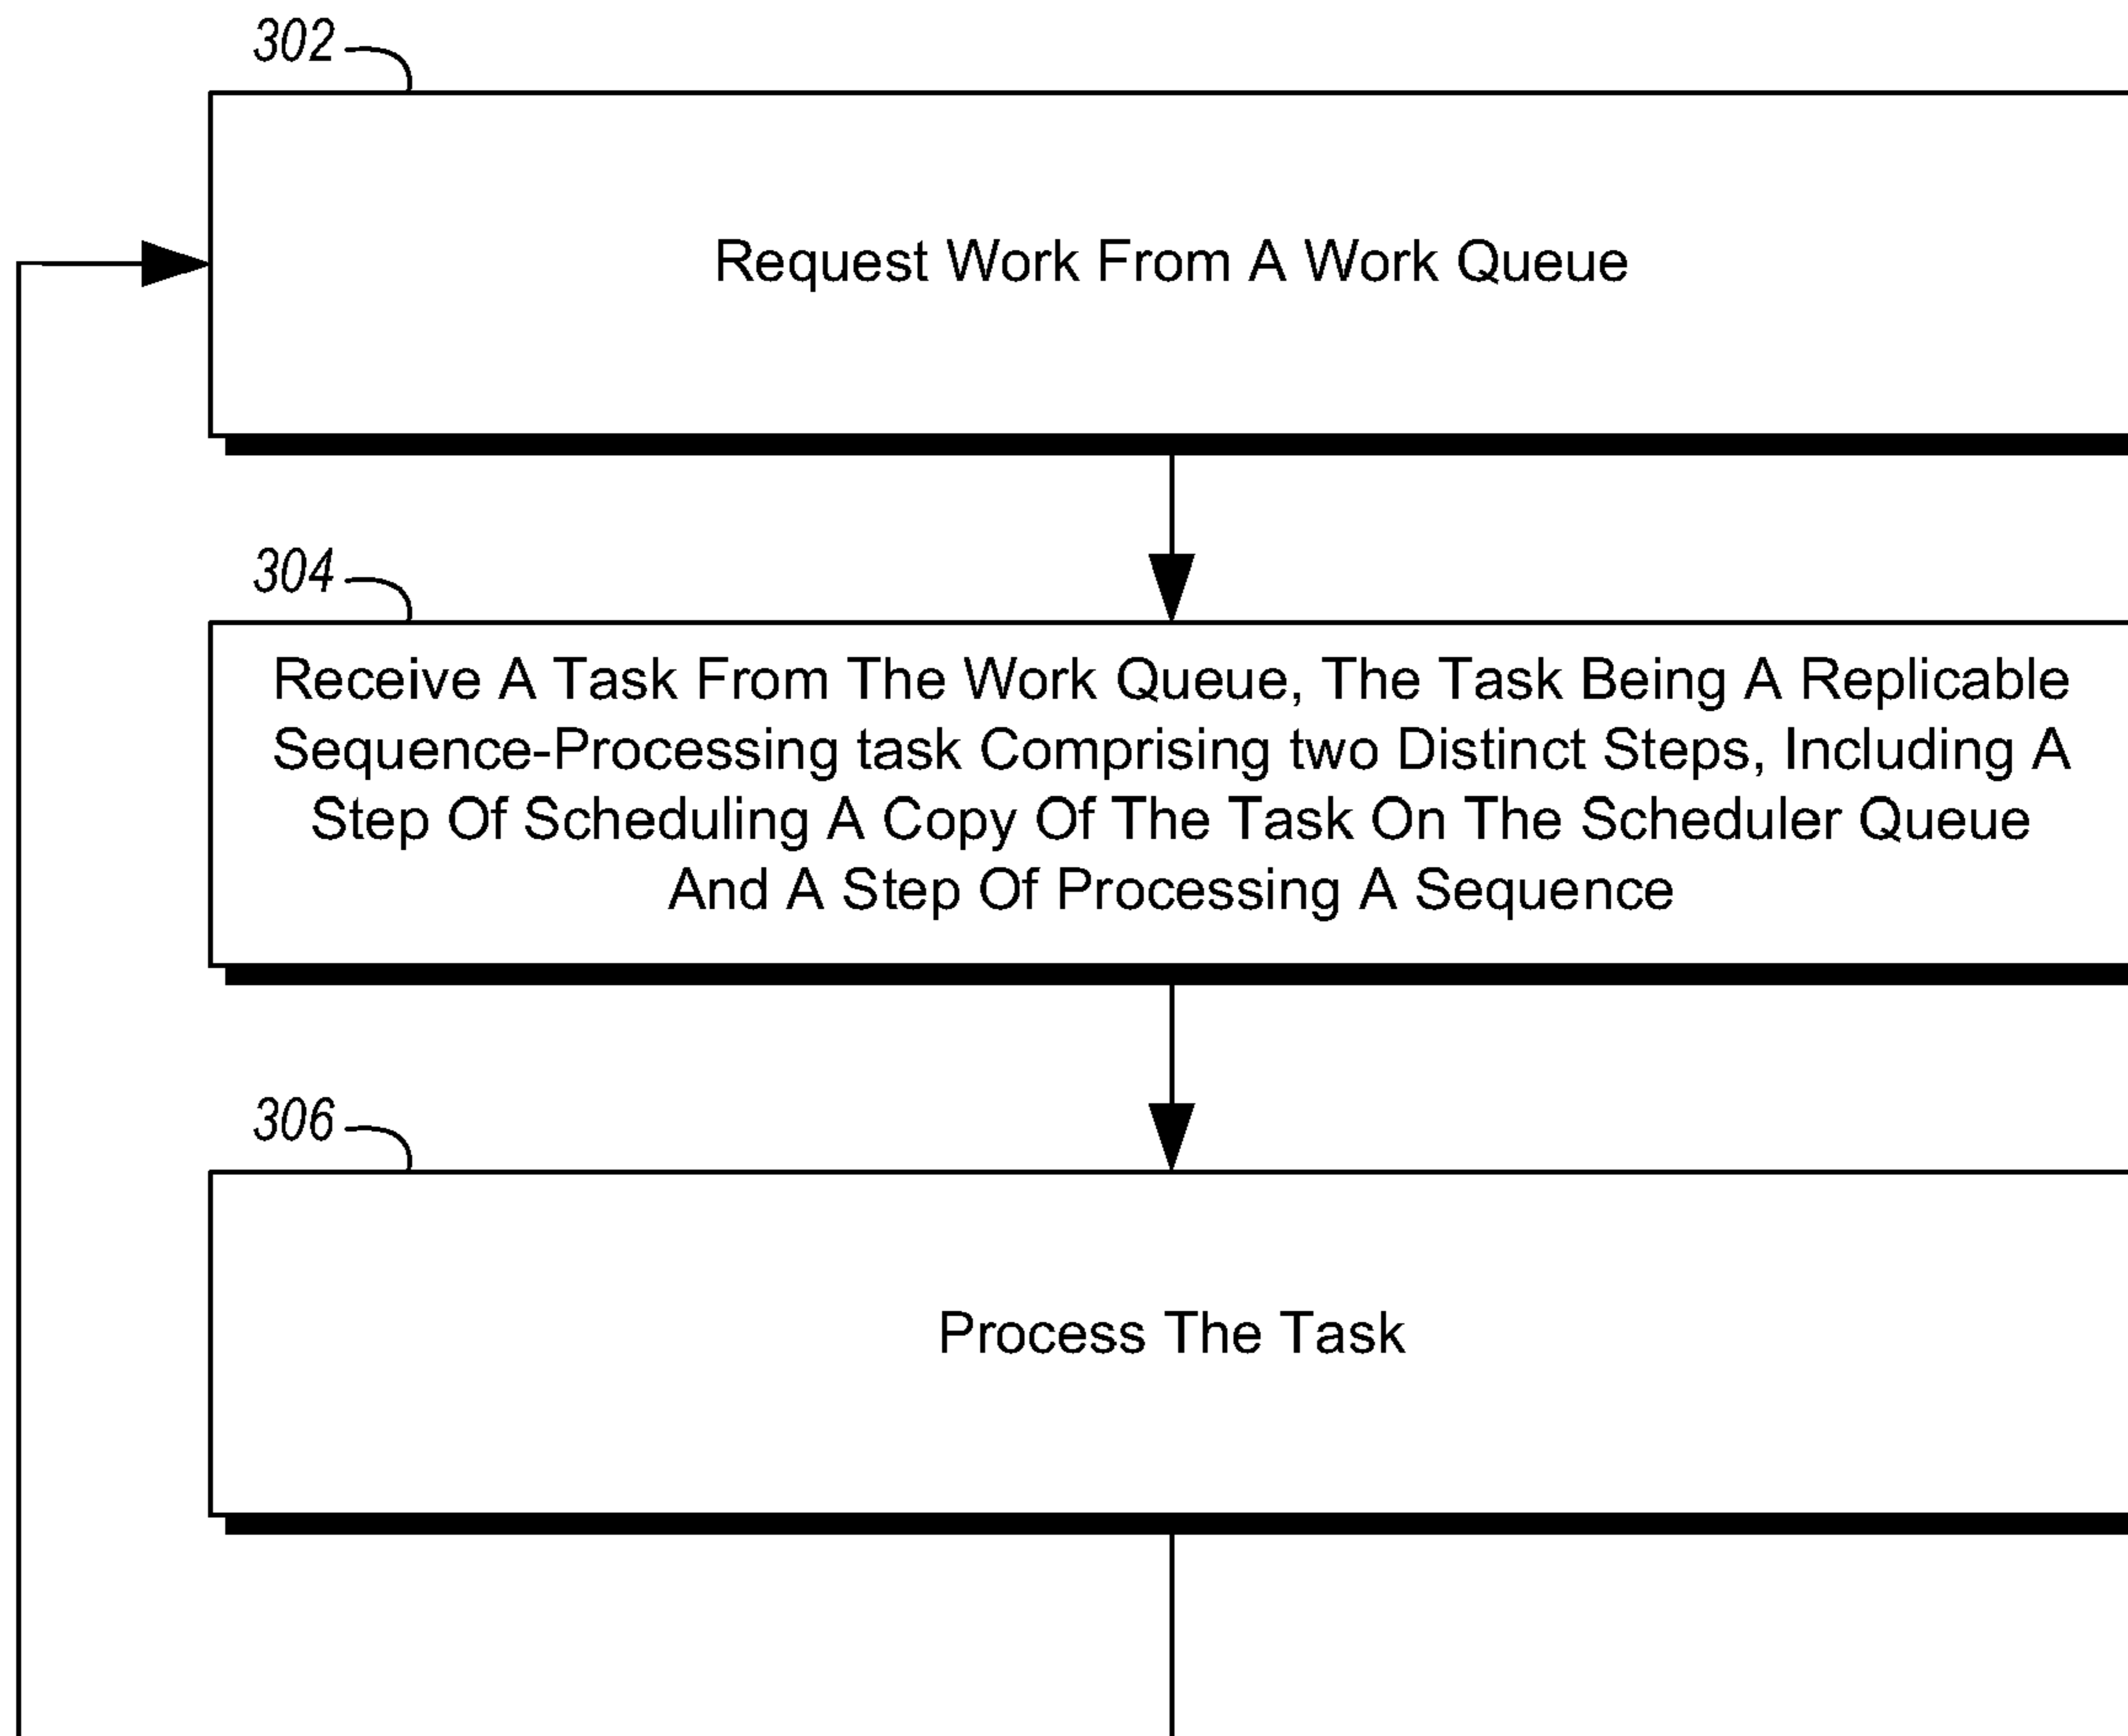 302
Request Work From A Work Queue
304
Receive A Task From The Work Queue, The Task Being A Replicable
Sequence-Processing task Comprising two Distinct Steps, Including A
Step Of Scheduling A Copy Of The Task On The Scheduler Queue
And A Step Of Processing A Sequence
306
Process The Task